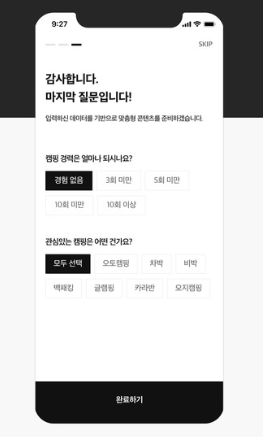 9:27
SKIP
감사합니다.
마지막 질문입니다!
입력하신 데이터를 기반으로 맞춤형 콘텐츠를 준비하겠습니다.
캠핑 경력은 얼마나 되시나요?
경험 없음 3회 미만 5회 미만
10회 미만 10회 이상
관심있는 캠핑은 어떤 건가요?
모두 선택 오토캠핑 차박 비박
백패킹 글램핑 카라반 오지캠핑
완료하기